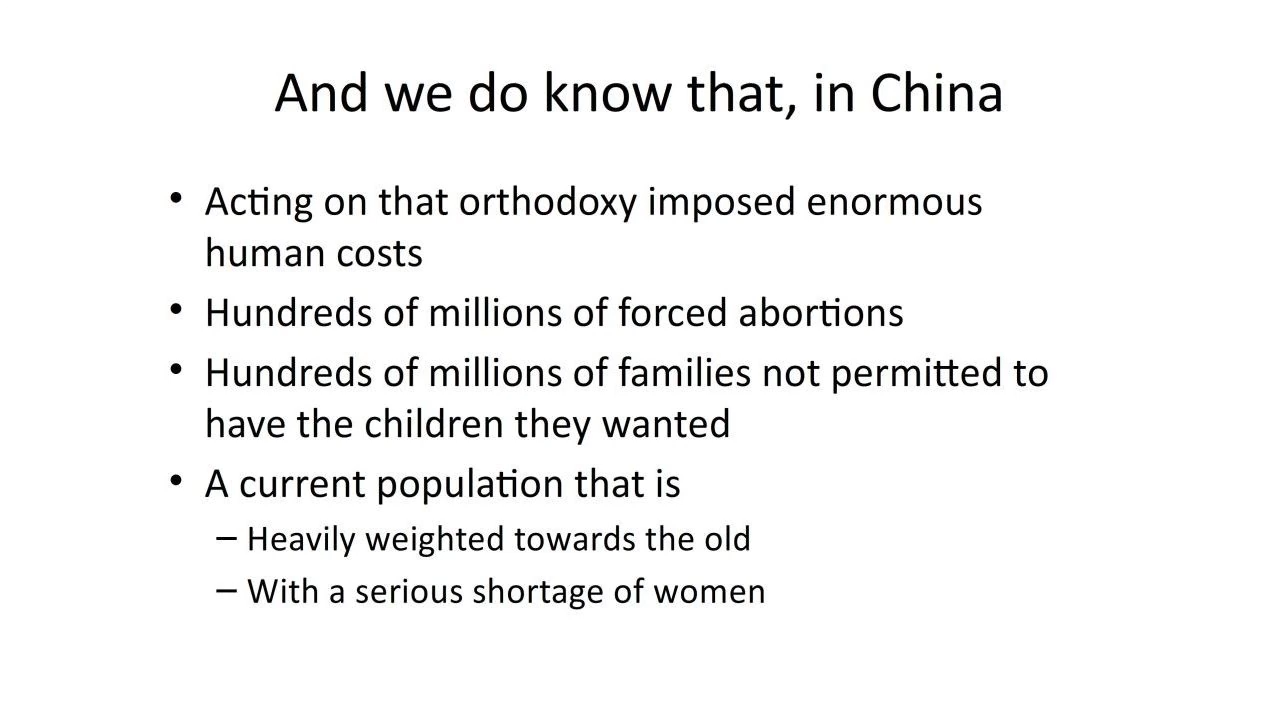 And we do know that, in China
• Acting on that orthodoxy imposed enormous
human costs
• Hundreds of millions of forced abortions
• Hundreds of millions of families not permitted to
have the children they wanted
• A current population that is
– Heavily weighted towards the old
– With a serious shortage of women